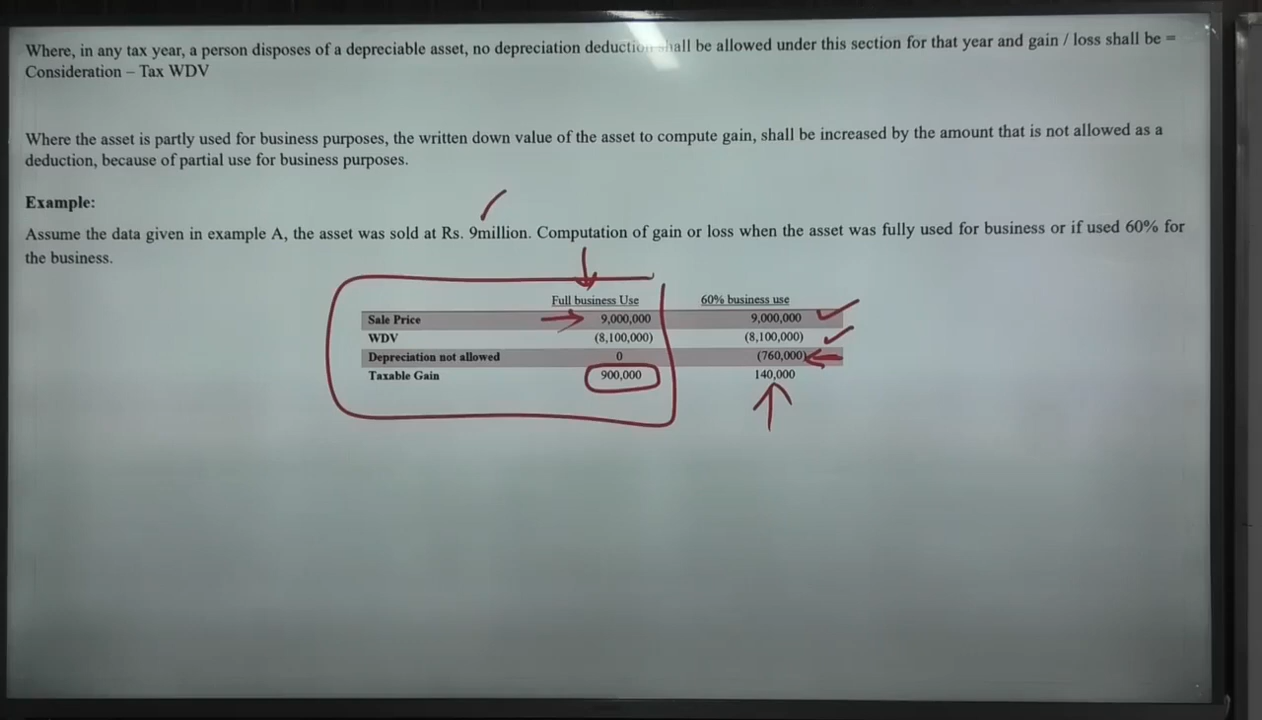 Where, in any tax year, a person disposes of a depreciable asset, no depreciation deduction shall be allowed under this section for that year and gain / loss shall be =
Consideration – Tax WDV
Where the asset is partly used for business purposes, the written down value of the asset to compute gain, shall be increased by the amount that is not allowed as a
deduction, because of partial use for business purposes.
Example:
Assume the data given in example A, the asset was sold at Rs. 9million. Computation of gain or loss when the asset was fully used for business or if used 60% for
the business.
Full business Use 60% business use
Sale Price 9,000,000 9,000,000
WDV (8,100,000) (8,100,000)
Depreciation not allowed 0 (760,000)
Taxable Gain 900,000 140,000